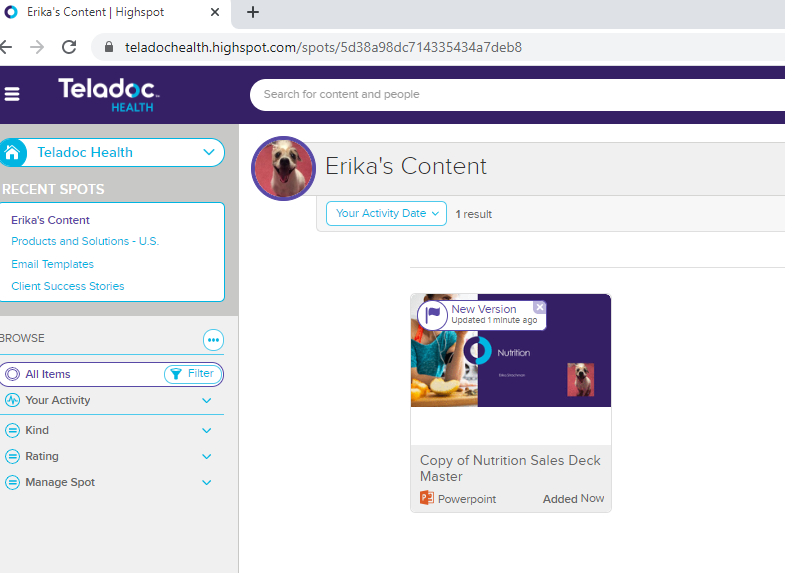 Erika's Content | Highspot
teladochealth.highspot.com/spots/5d38a98dc714335434a7deb8
Teladoc
HEALTH
Search for content and people
Teladoc Health
RECENT SPOTS
Erika's Content
Products and Solutions - U.S.
Email Templates
Client Success Stories
BROWSE
All Items
Filter
Your Activity
Kind
Rating
Manage Spot
Erika's Content
Your Activity Date
1 result
New Version
Updated 1 minute ago
Nutrition
Copy of Nutrition Sales Deck
Master
Powerpoint
Added Now